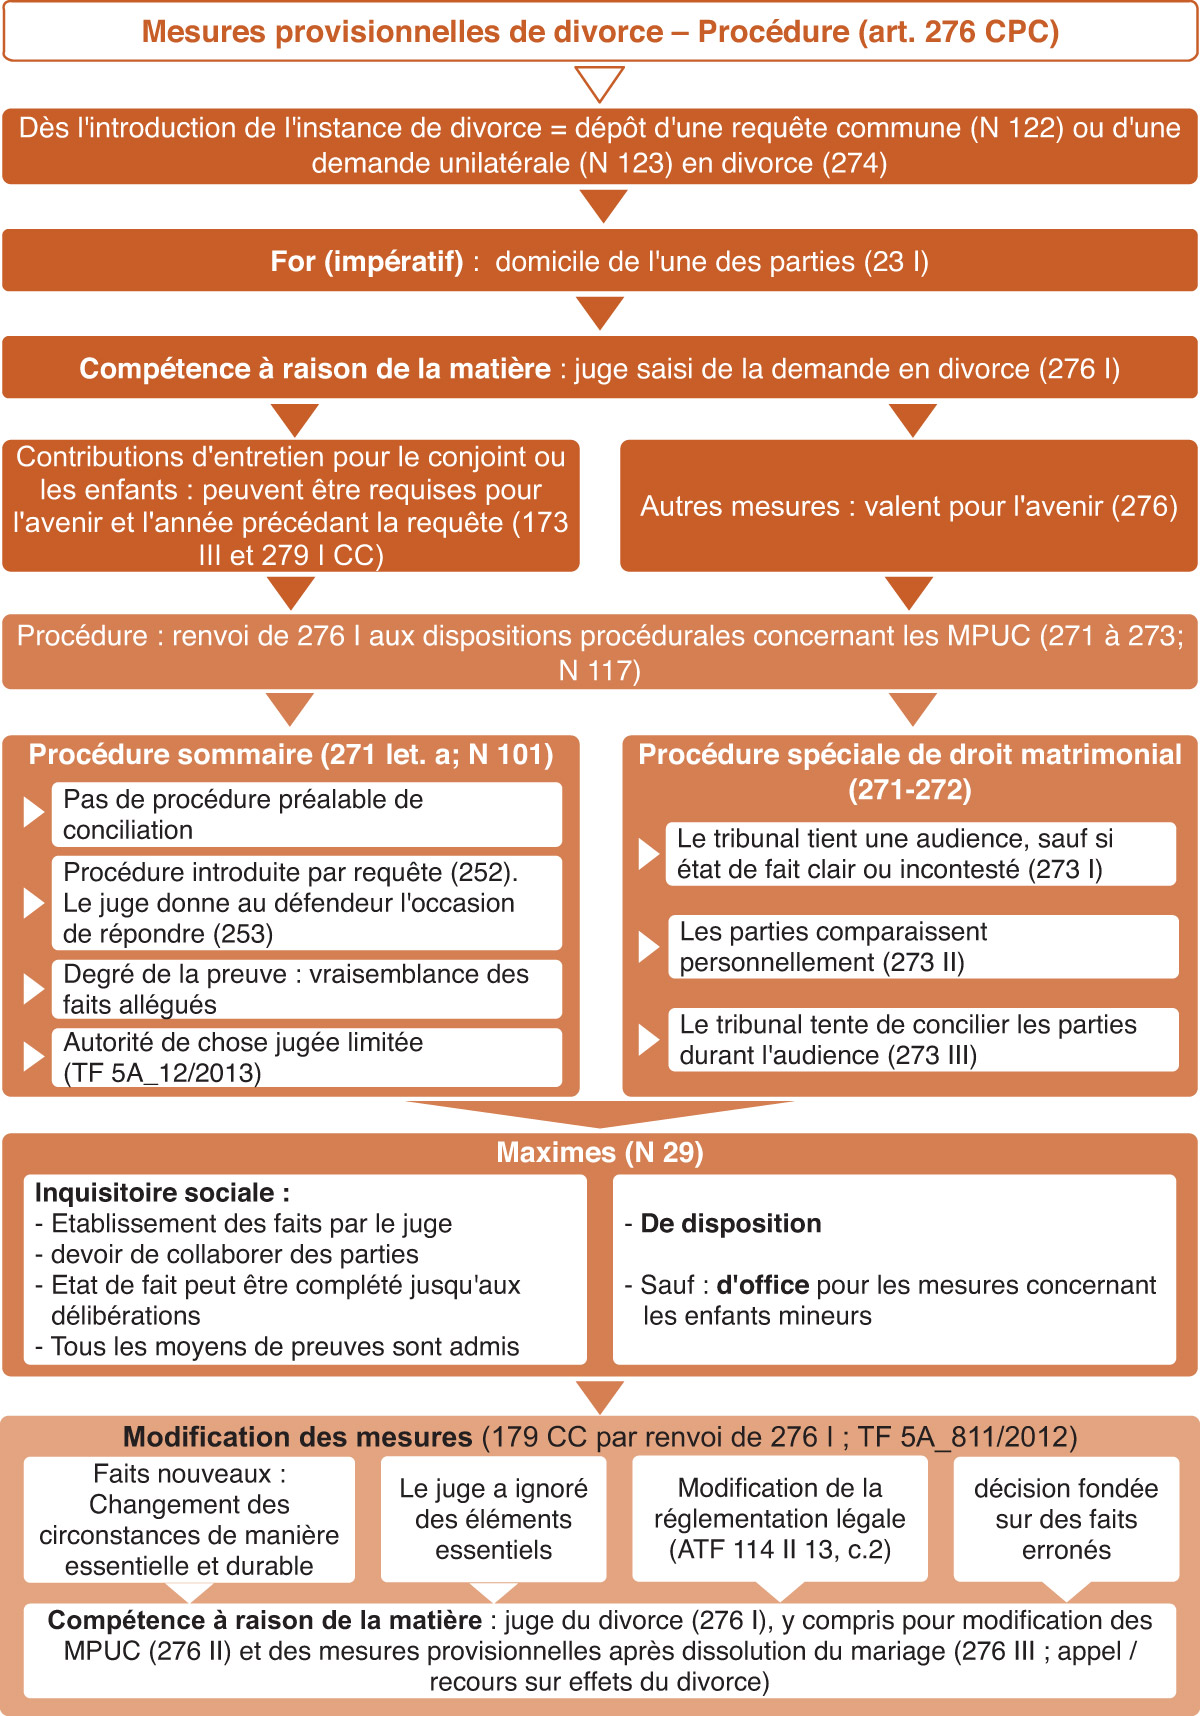 Mesures provisionnelles de divorce – Procédure (art. 276 CPC)
Dès l'introduction de l'instance de divorce = dépôt d'une requête commune (N 122) ou d'une
demande unilatérale (N 123) en divorce (274)
For (impératif) : domicile de l'une des parties (23 I)
Compétence à raison de la matière : juge saisi de la demande en divorce (276 I)
Contributions d'entretien pour le conjoint ou
les enfants : peuvent être requises pour
l'avenir et l'année précédant la requête (173
III et 279 I CC)
Autres mesures : valent pour l'avenir (276)
Procédure : renvoi de 276 I aux dispositions procédurales concernant les MPUC (271 à 273;
N 117)
Procédure sommaire (271 let. a; N 101)
Pas de procédure préalable de
conciliation
Procédure introduite par requête (252).
Le juge donne au défendeur l'occasion
de répondre (253)
Degré de la preuve : vraisemblance des
faits allégués
Autorité de chose jugée limitée
(TF 5A_12/2013)
Procédure spéciale de droit matrimonial
(271-272)
Le tribunal tient une audience, sauf si
état de fait clair ou incontesté (273 I)
Les parties comparaissent
personnellement (273 II)
Le tribunal tente de concilier les parties
durant l'audience (273 III)
Maximes (N 29)
Inquisitoire sociale :
- Etablissement des faits par le juge
- devoir de collaborer des parties
- Etat de fait peut être complété jusqu'aux
délibérations
- Tous les moyens de preuves sont admis
- De disposition
- Sauf : d'office pour les mesures concernant
les enfants mineurs
Modification des mesures (179 CC par renvoi de 276 I ; TF 5A_811/2012)
Faits nouveaux :
Changement des
circonstances de manière
essentielle et durable
Le juge a ignoré
des éléments
essentiels
Modification de la
réglementation légale
(ATF 114 II 13, c.2)
décision fondée
sur des faits
erronés
Compétence à raison de la matière : juge du divorce (276 I), y compris pour modification des
MPUC (276 II) et des mesures provisionnelles après dissolution du mariage (276 III ; appel /
recours sur effets du divorce)